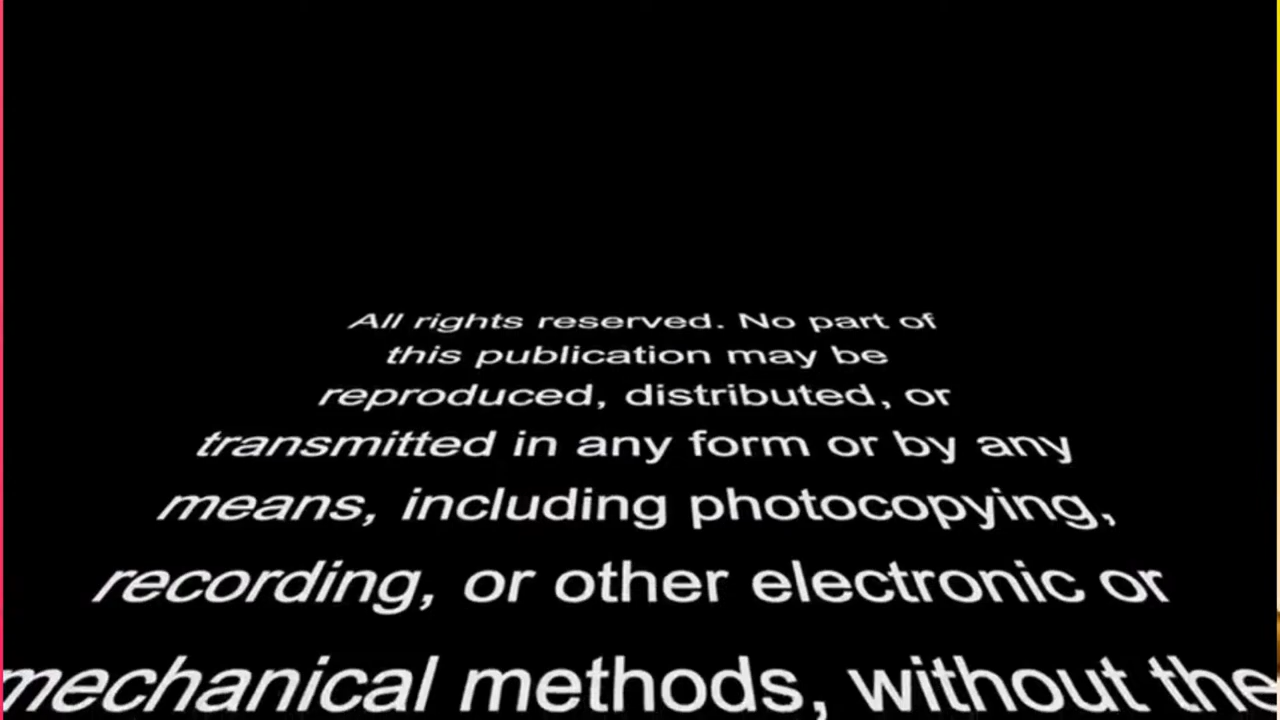 All rights reserved. No part of
this publication may be
reproduced, distributed, or
transmitted in any form or by any
means, including photocopying,
recording, or other electronic or
mechanical methods, without the